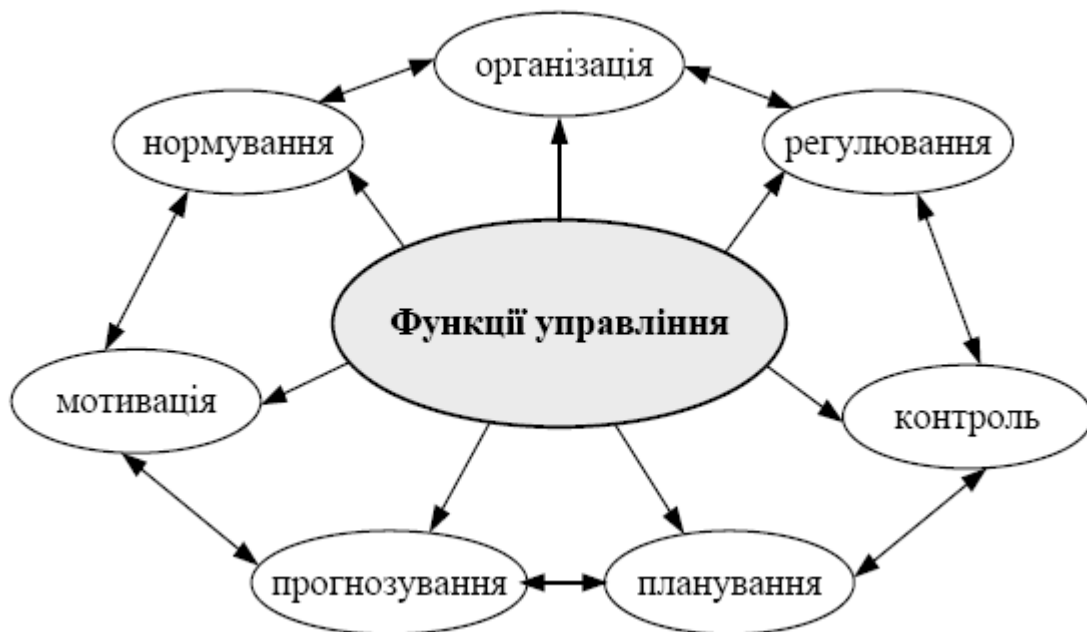 організація
нормування
регулювання
Функції управління
мотивація
контроль
прогнозування
планування